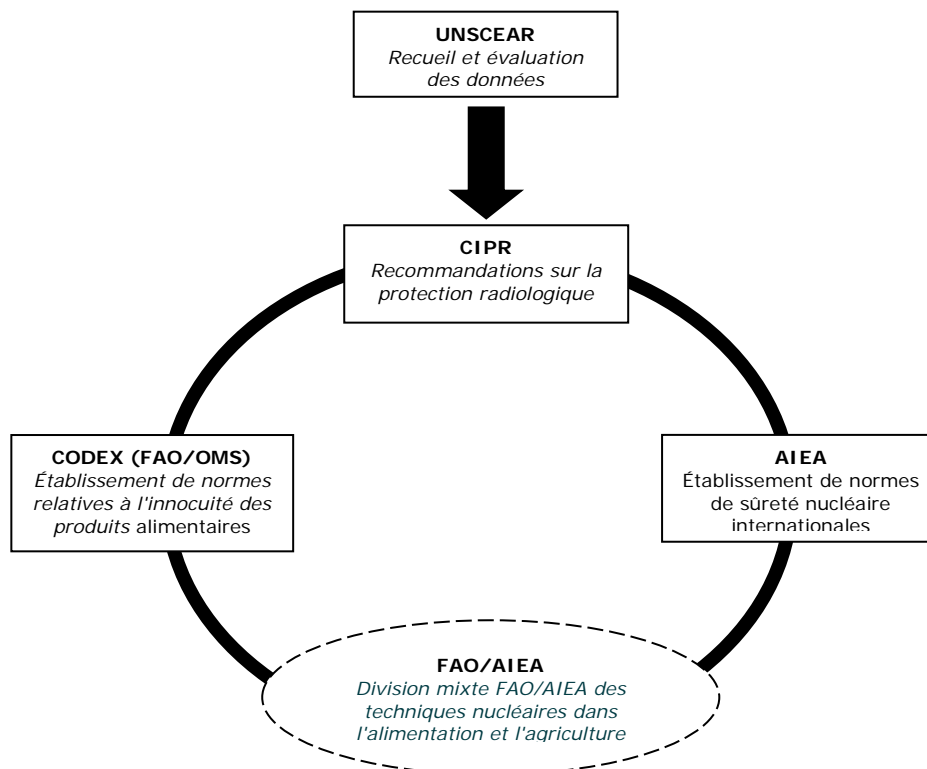 UNSCEAR
Recueil et évaluation
des données
CIPR
Recommandations sur la
protection radiologique
CODEX (FAO/OMS)
Établissement de normes
relatives à l'innocuité des
produits alimentaires
AIEA
Établissement de normes
de sûreté nucléaire
internationales
FAO/AIEA
Division mixte FAO/AIEA des
techniques nucléaires dans
l'alimentation et l'agriculture